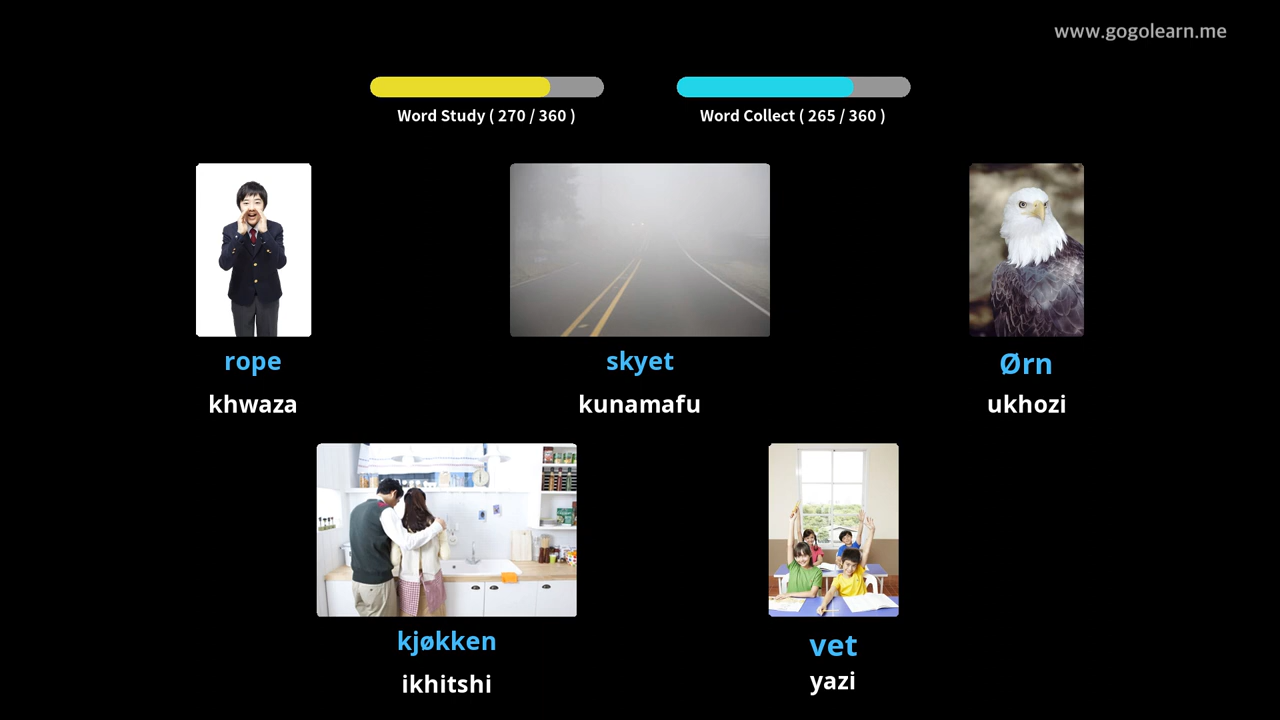 www.gogolearn.me
Word Study ( 270 / 360 )
Word Collect ( 265 / 360 )
rope
skyet
Ørn
khwaza
kunamafu
ukhozi
kjøkken
vet
ikhitshi
yazi